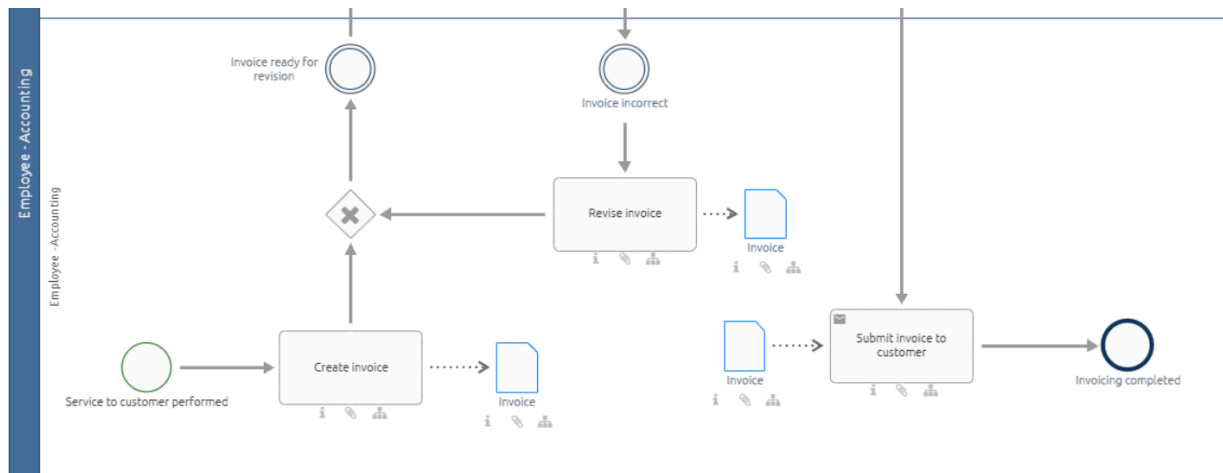 Employee - Accounting
Employee -Accounting
Invoice ready for
revision
Invoice incorrect
Revise invoice
Invoice
Create invoice
Invoice
Service to customer performed
Invoice
Submit invoice to
customer
Invoicing completed